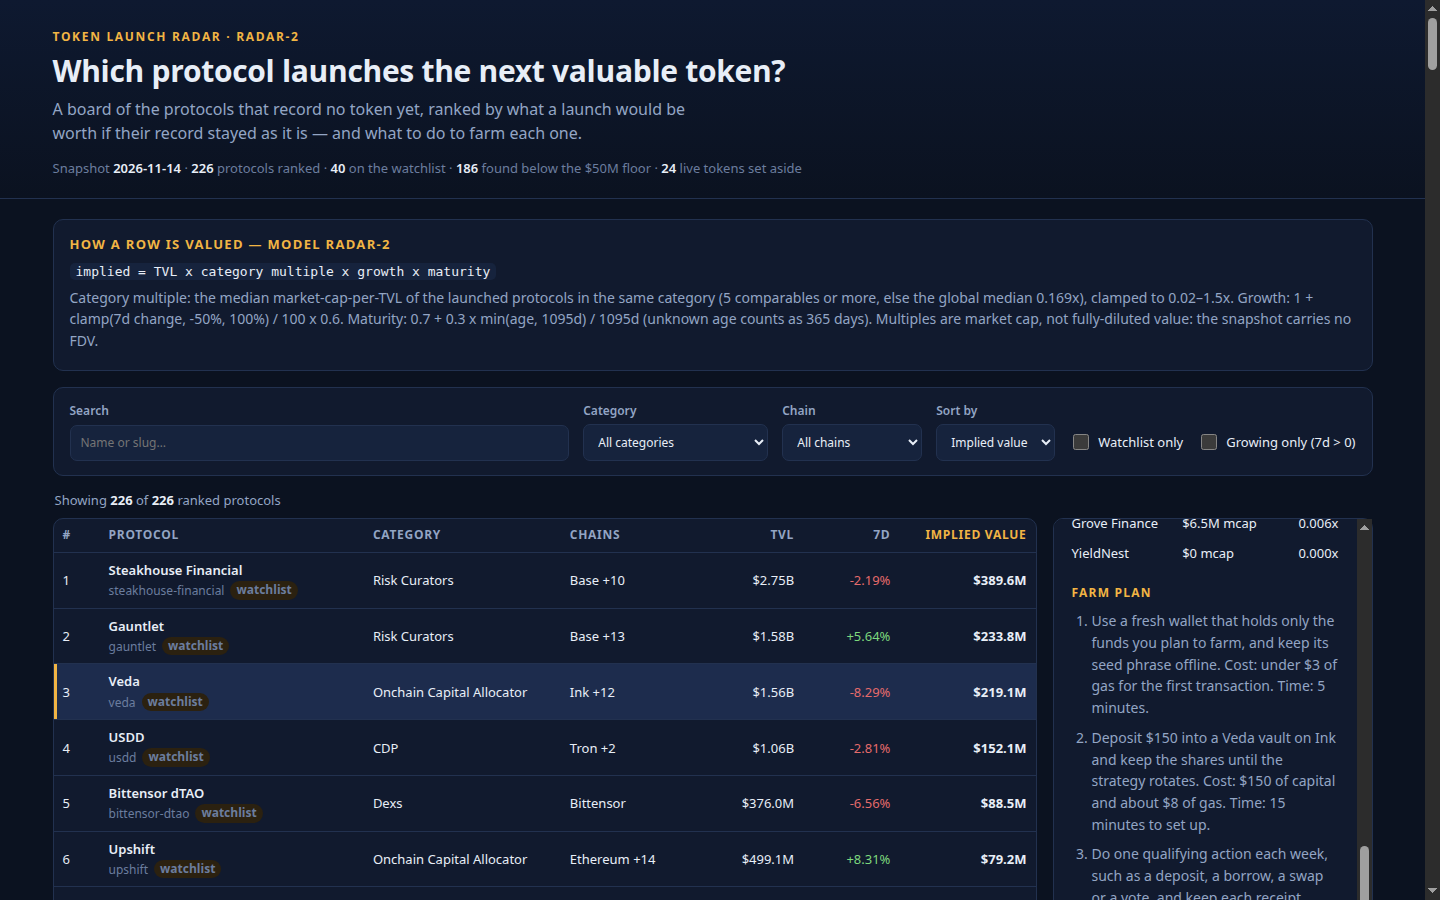 TOKEN LAUNCH RADAR · RADAR-2
Which protocol launches the next valuable token?
A board of the protocols that record no token yet, ranked by what a launch would be
worth if their record stayed as it is — and what to do to farm each one.
Snapshot 2026-11-14 · 226 protocols ranked · 40 on the watchlist · 186 found below the $50M floor · 24 live tokens set aside
HOW A ROW IS VALUED — MODEL RADAR-2
implied = TVL x category multiple x growth x maturity
Category multiple: the median market-cap-per-TVL of the launched protocols in the same category (5 comparables or more, else the global median 0.169x), clamped to 0.02–1.5x. Growth: 1 +
clamp(7d change, -50%, 100%) / 100 x 0.6. Maturity: 0.7 + 0.3 x min(age, 1095d) / 1095d (unknown age counts as 365 days). Multiples are market cap, not fully-diluted value: the snapshot carries no
FDV.
Search
Category
Chain
Sort by
Name or slug...
All categories
All chains
Implied value
Watchlist only
Growing only (7d > 0)
Showing 226 of 226 ranked protocols
# PROTOCOL CATEGORY CHAINS TVL 7D IMPLIED VALUE
1 Steakhouse Financial Risk Curators Base +10 $2.75B -2.19% $389.6M
steakhouse-financial watchlist
2 Gauntlet Risk Curators Base +13 $1.58B +5.64% $233.8M
gauntlet watchlist
3 Veda Onchain Capital Allocator Ink +12 $1.56B -8.29% $219.1M
veda watchlist
4 USDD CDP Tron +2 $1.06B -2.81% $152.1M
usdd watchlist
5 Bittensor dTAO Dexs Bittensor $376.0M -6.56% $88.5M
bittensor-dtao watchlist
6 Upshift Onchain Capital Allocator Ethereum +14 $499.1M +8.31% $79.2M
upshift watchlist
Grove Finance $6.5M mcap 0.006x
YieldNest $0 mcap 0.000x
FARM PLAN
1. Use a fresh wallet that holds only the
funds you plan to farm, and keep its
seed phrase offline. Cost: under $3 of
gas for the first transaction. Time: 5
minutes.
2. Deposit $150 into a Veda vault on Ink
and keep the shares until the
strategy rotates. Cost: $150 of capital
and about $8 of gas. Time: 15
minutes to set up.
3. Do one qualifying action each week,
such as a deposit, a borrow, a swap
or a vote, and keep each receipt